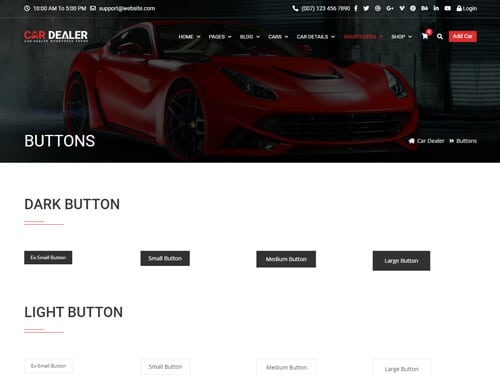 10:00 AM To 5:00 PM support@website.com (007) 123 456 7890 Login
CAR DEALER
CAR DEALER WORDPRESS THEME
HOME PAGES BLOG CARS CAR DETAILS SHORTCODES SHOP 0 Add Car
BUTTONS
Car Dealer » Buttons
DARK BUTTON
Ex-Small Button Small Button Medium Button Large Button
LIGHT BUTTON
Ex-Small Button Small Button Medium Button Large Button